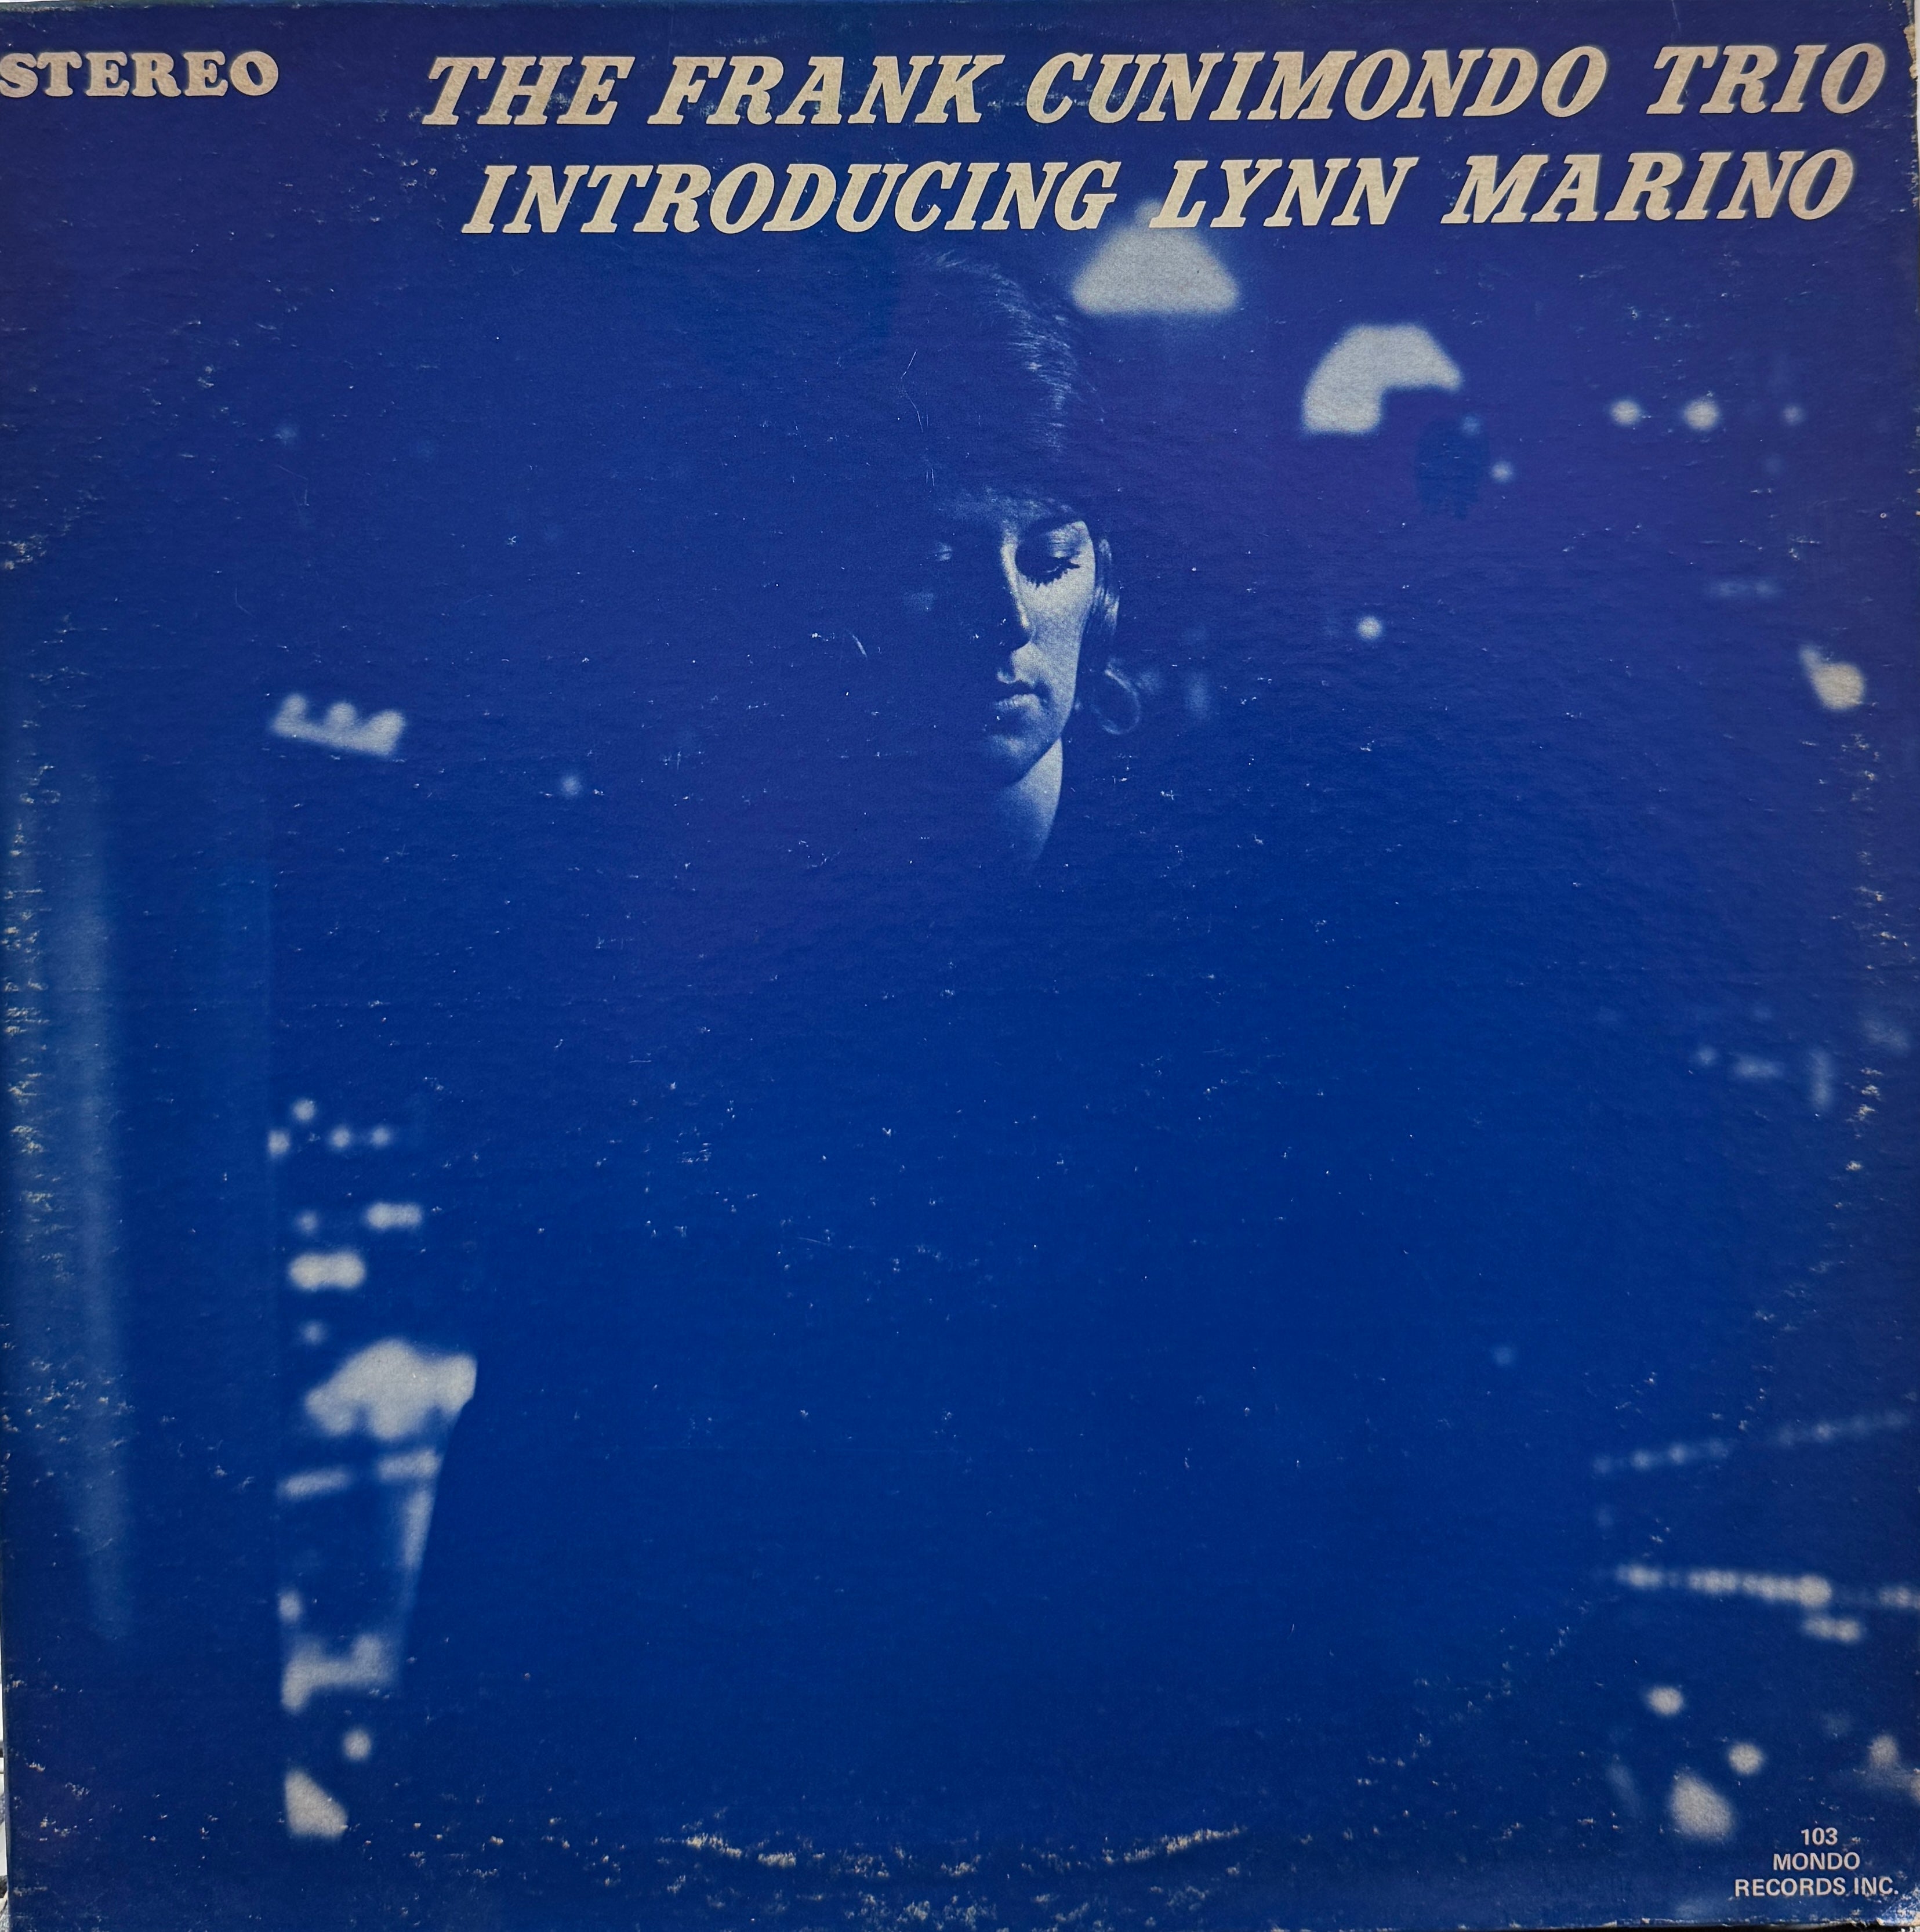 STEREO
THE FRANK CUNIMONDO TRIO
INTRODUCING LYNN MARINO
103
MONDO
RECORDS INC.